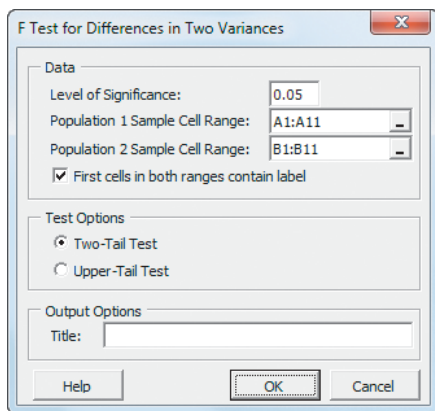 F Test for Differences in Two Variances
Data
Level of Significance: 0.05
Population 1 Sample Cell Range: A1:A11
Population 2 Sample Cell Range: B1:B11
First cells in both ranges contain label
Test Options
Two-Tail Test
Upper-Tail Test
Output Options
Title:
Help OK Cancel